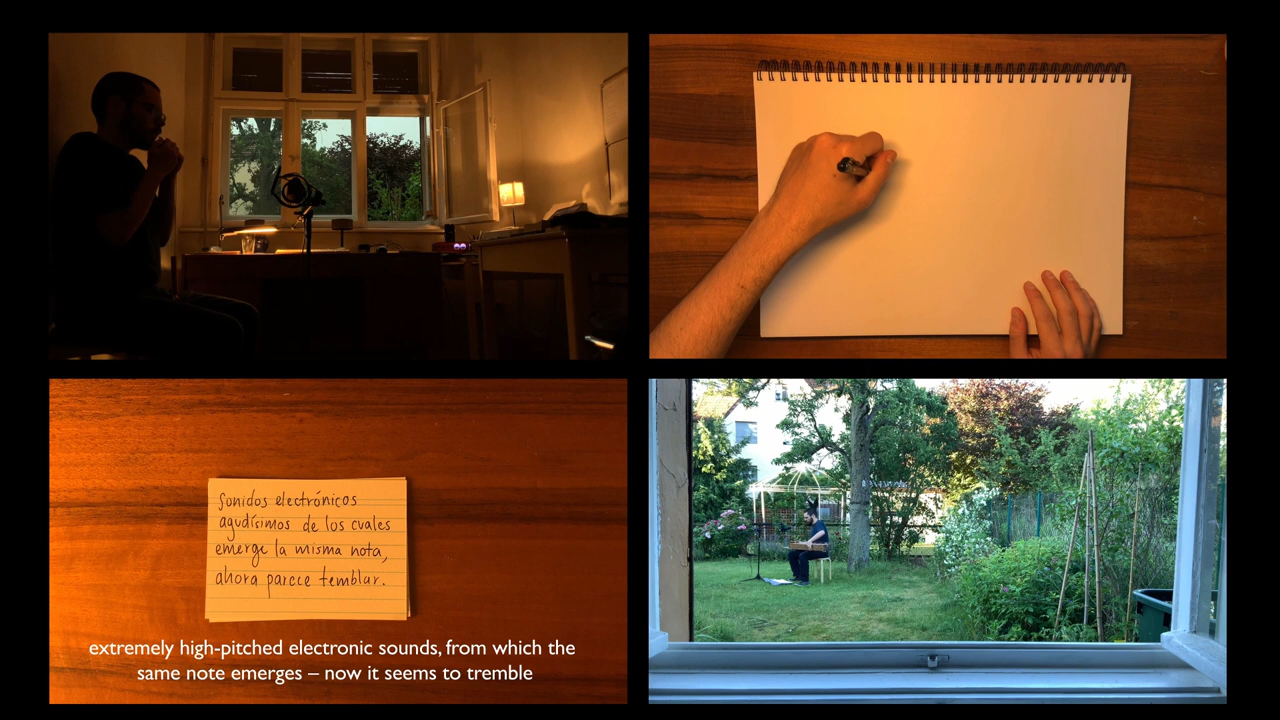 Sonidos electrónicos
agudísimos de los cuales
emerge la misma nota,
ahora parece temblar.
extremely high-pitched electronic sounds, from which the
same note emerges – now it seems to tremble